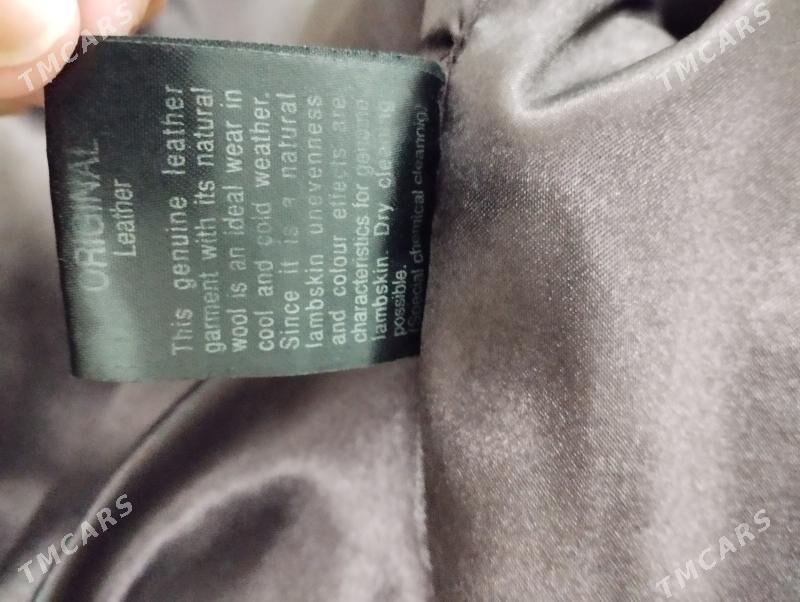 ORIGINAL
Leather
This genuine leather
garment with its natural
wool is an ideal wear in
cool and cold weather.
Since it is a natural
lambskin unevenness
and colour effects are
characteristics for genuine
lambskin. Dry cleaning
possible.
(Special chemical cleannig)
TMCARS
TMCARS
TMCARS
TMCARS